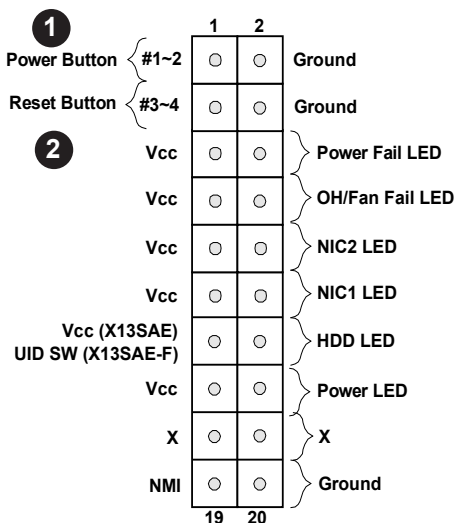 1
1 2
Power Button #1~2 Ground
Reset Button #3~4 Ground
2
Vcc Power Fail LED
Vcc OH/Fan Fail LED
Vcc NIC2 LED
Vcc NIC1 LED
Vcc (X13SAE)
UID SW (X13SAE-F) HDD LED
Vcc Power LED
X X
NMI Ground
19 20